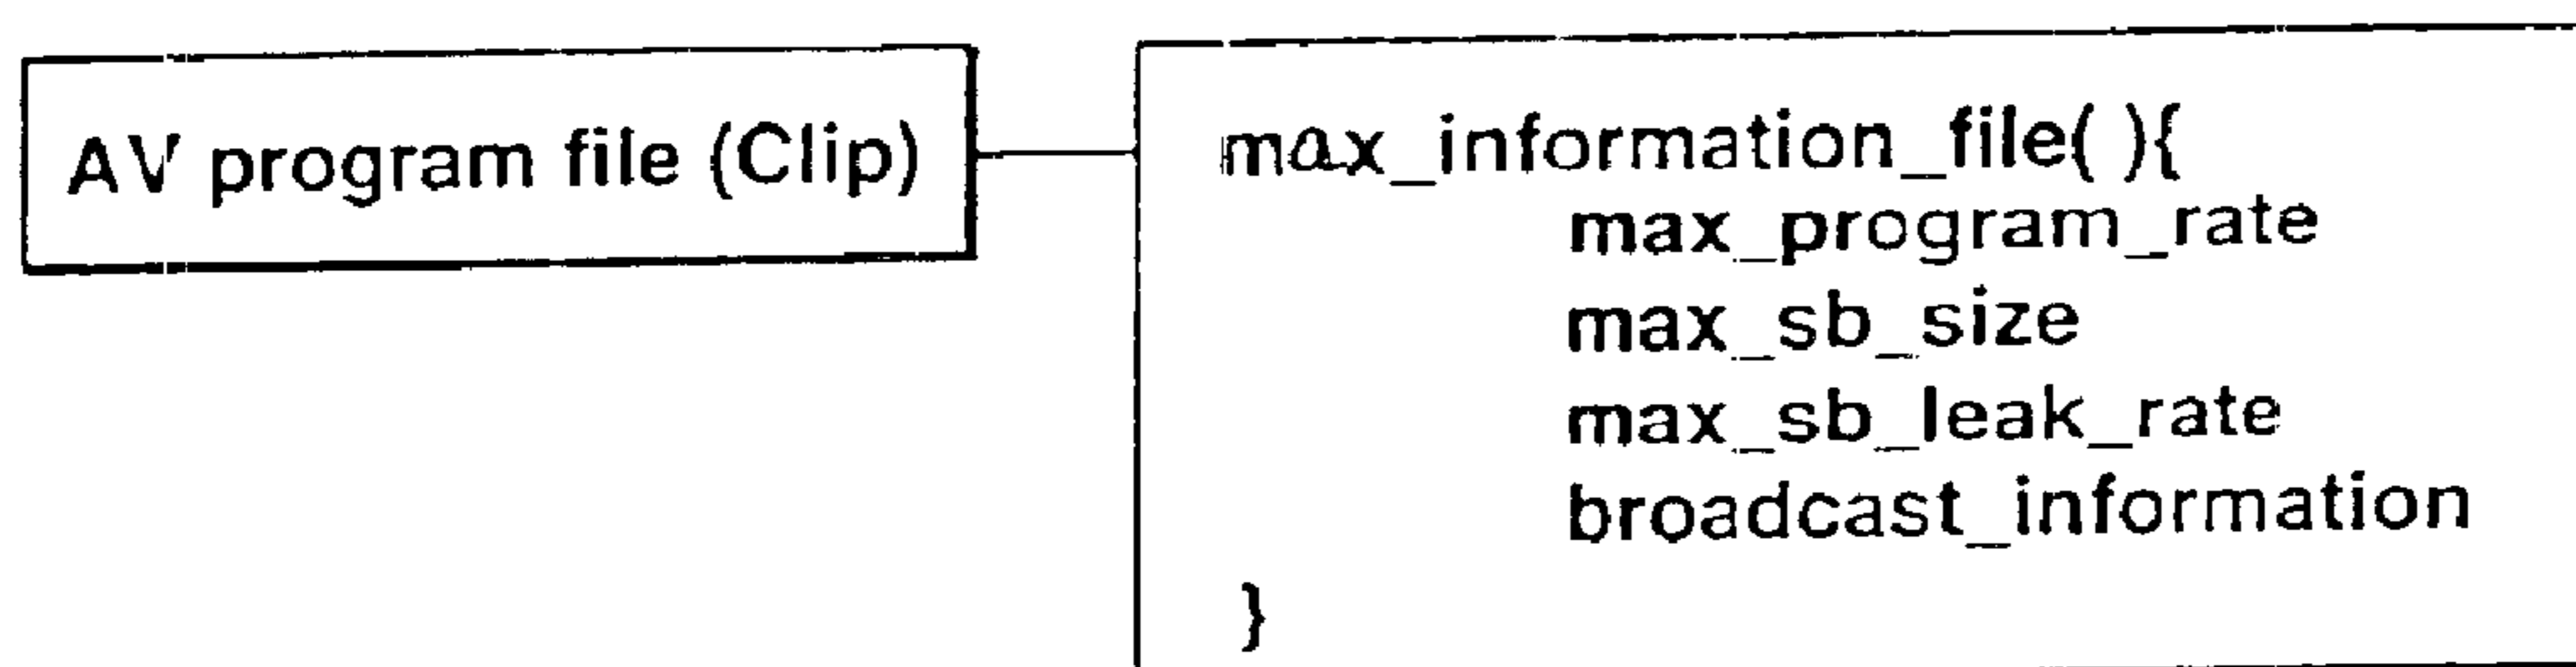 AV program file (Clip)
max_information_file( ){
max_program_rate
max_sb_size
max_sb_leak_rate
broadcast_information
}